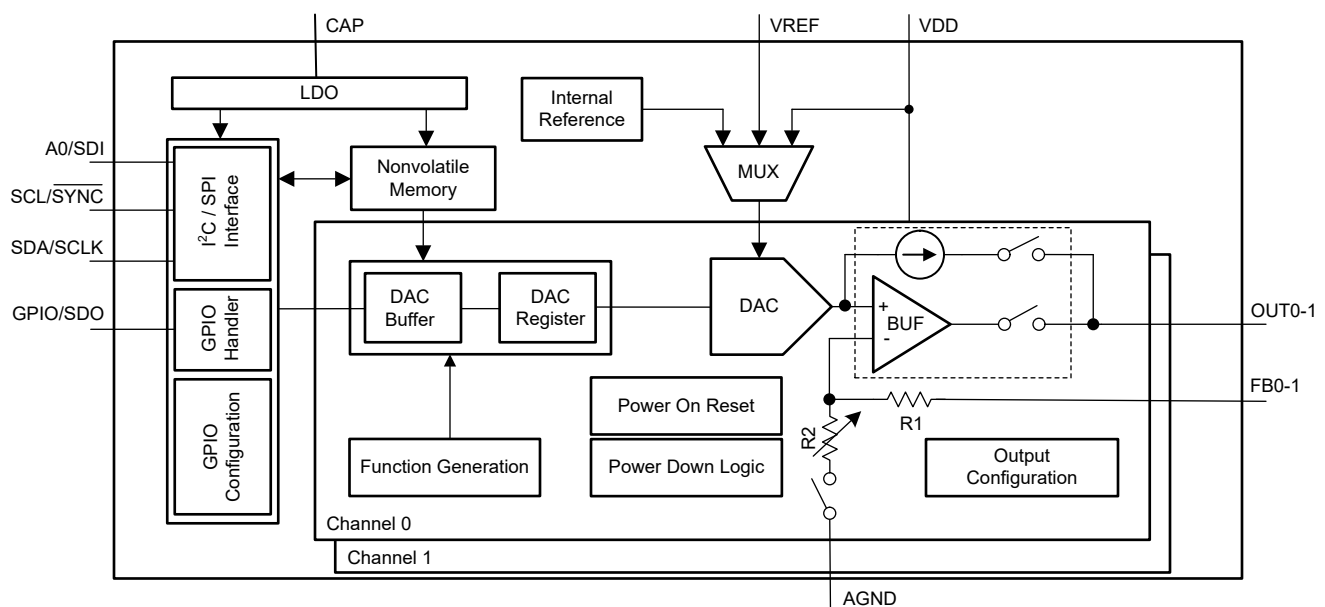 CAP
VREF
VDD
LDO
Internal
Reference
A0/SDI
SCL/SYNC
SDA/SCLK
GPIO/SDO
I²C / SPI
Interface
GPIO
Handler
GPIO
Configuration
Nonvolatile
Memory
MUX
DAC
Buffer
DAC
Register
DAC
+
BUF
-
OUT0-1
FB0-1
R1
R2
Function Generation
Power On Reset
Power Down Logic
Output
Configuration
Channel 0
Channel 1
AGND